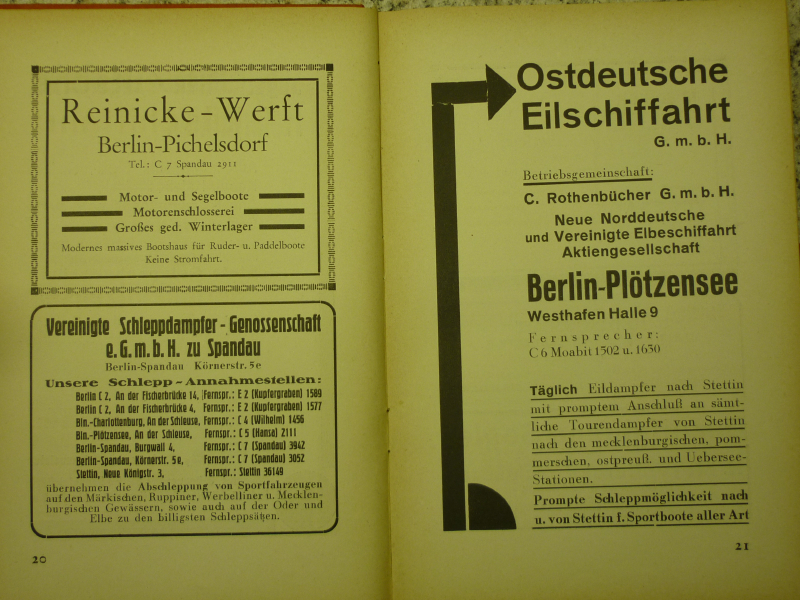 Reinicke-Werft
Berlin-Pichelsdorf
Tel.: C 7 Spandau 2911
Motor- und Segelboote
Motorenschlosserei
Großes ged. Winterlager
Modernes massives Bootshaus für Ruder- u. Paddelboote
Keine Stromfahrt.
Vereinigte Schleppdampfer-Genossenschaft
e.G.m.b.H. zu Spandau
Berlin-Spandau Körnerstr. 5e
Unsere Schlepp-Annahmestellen:
Berlin C 2, An der Fischerbrücke 14, Fernspr.: E 2 (Kupfergraben) 1589
Berlin C 2, An der Fischerbrücke 4, Fernspr.: E 2 (Kupfergraben) 1577
Bln.-Charlottenburg, An der Schleuse, Fernspr.: C 4 (Wilhelm) 1456
Bln.-Plötzensee, An der Schleuse, Fernspr.: C 5 (Hansa) 2111
Berlin-Spandau, Burgwall 4, Fernspr.: C 7 (Spandau) 3942
Berlin-Spandau, Körnerstr. 5e, Fernspr.: C 7 (Spandau) 3052
Stettin, Neue Königstr. 3, Fernspr.: Stettin 36149
übernehmen die Abschleppung von Sportfahrzeugen
auf den Märkischen, Ruppiner, Werbelliner u. Mecklen-
burgischen Gewässern, sowie auch auf der Oder und
Elbe zu den billigsten Schleppsätzen.
20
Ostdeutsche
Eilschiffahrt
G. m. b. H.
Betriebsgemeinschaft:
C. Rothenbücher G. m. b. H.
Neue Norddeutsche
und Vereinigte Elbeschiffahrt
Aktiengesellschaft
Berlin-Plötzensee
Westhafen Halle 9
Fernsprecher:
C 6 Moabit 1302 u. 1630
Täglich Eildampfer nach Stettin
mit promptem Anschluß an sämt-
liche Tourendampfer von Stettin
nach den mecklenburgischen, pom-
merschen, ostpreuß. und Uebersee-
Stationen.
Prompte Schleppmöglichkeit nach
u. von Stettin f. Sportboote aller Art
21